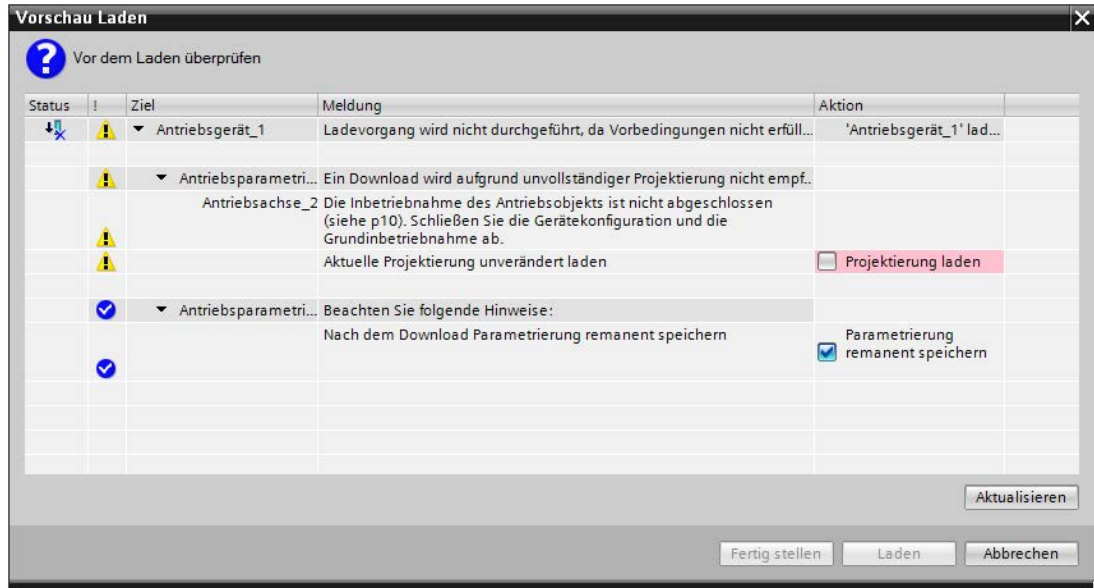 Vorschau Laden
Vor dem Laden überprüfen
Status ! Ziel Meldung Aktion
Antriebsgerät_1 Ladevorgang wird nicht durchgeführt, da Vorbedingungen nicht erfüll... 'Antriebsgerät_1' lad...
Antriebsparametri... Ein Download wird aufgrund unvollständiger Projektierung nicht empf..
Antriebsachse_2 Die Inbetriebnahme des Antriebsobjekts ist nicht abgeschlossen
(siehe p10). Schließen Sie die Gerätekonfiguration und die
Grundinbetriebnahme ab.
Aktuelle Projektierung unverändert laden Projektierung laden
Antriebsparametri... Beachten Sie folgende Hinweise:
Nach dem Download Parametrierung remanent speichern Parametrierung
remanent speichern
Aktualisieren
Fertig stellen Laden Abbrechen